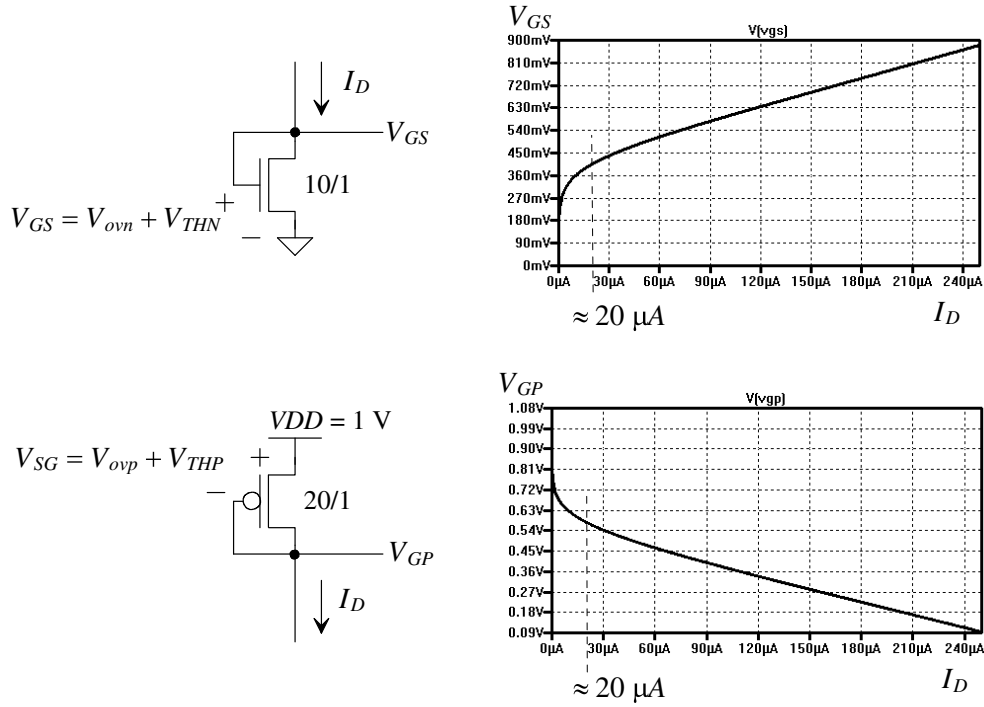 I_D
V_GS
10/1
V_GS = V_ovn + V_THN
+
−
V_GS
V(vgs)
900mV
810mV
720mV
630mV
540mV
450mV
360mV
270mV
180mV
90mV
0mV
0µA 30µA 60µA 90µA 120µA 150µA 180µA 210µA 240µA
≈ 20 µA
I_D
VDD = 1 V
V_SG = V_ovp + V_THP
+
−
20/1
V_GP
I_D
V_GP
V(vgp)
1.08V
0.99V
0.90V
0.81V
0.72V
0.63V
0.54V
0.45V
0.36V
0.27V
0.18V
0.09V
0µA 30µA 60µA 90µA 120µA 150µA 180µA 210µA 240µA
≈ 20 µA
I_D